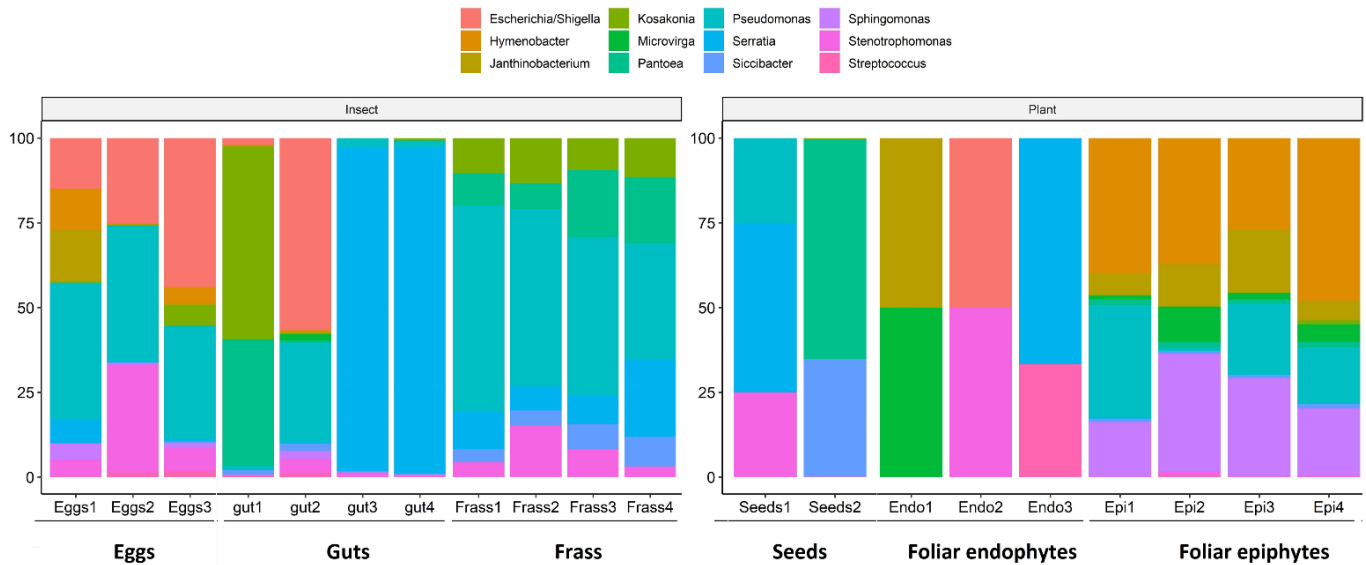 Escherichia/Shigella Kosakonia Pseudomonas Sphingomonas
Hymenobacter Microvirga Serratia Stenotrophomonas
Janthinobacterium Pantoea Siccibacter Streptococcus
Insect Plant
100 100
75 75
50 50
25 25
0 0
Eggs1 Eggs2 Eggs3 gut1 gut2 gut3 gut4 Frass1 Frass2 Frass3 Frass4 Seeds1 Seeds2 Endo1 Endo2 Endo3 Epi1 Epi2 Epi3 Epi4
Eggs Guts Frass Seeds Foliar endophytes Foliar epiphytes